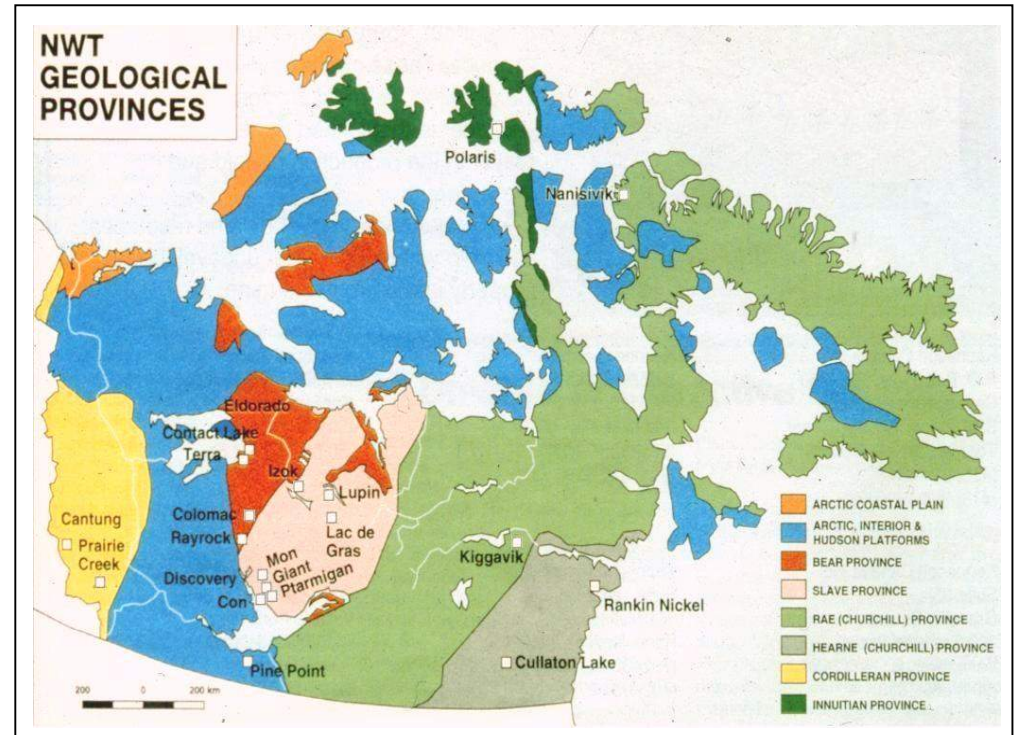 NWT
GEOLOGICAL
PROVINCES
Polaris
Nanisivik
Eldorado
Contact Lake
Terra
Izok
Lupin
Colomac
Rayrock
Lac de
Gras
Cantung
Prairie
Creek
Kiggavik
Mon
Giant
Ptarmigan
Discovery
Con
Rankin Nickel
Cullaton Lake
Pine Point
200 0 200 km
ARCTIC COASTAL PLAIN
ARCTIC, INTERIOR &
HUDSON PLATFORMS
BEAR PROVINCE
SLAVE PROVINCE
RAE (CHURCHILL) PROVINCE
HEARNE (CHURCHILL) PROVINCE
CORDILLERAN PROVINCE
INNUITIAN PROVINCE